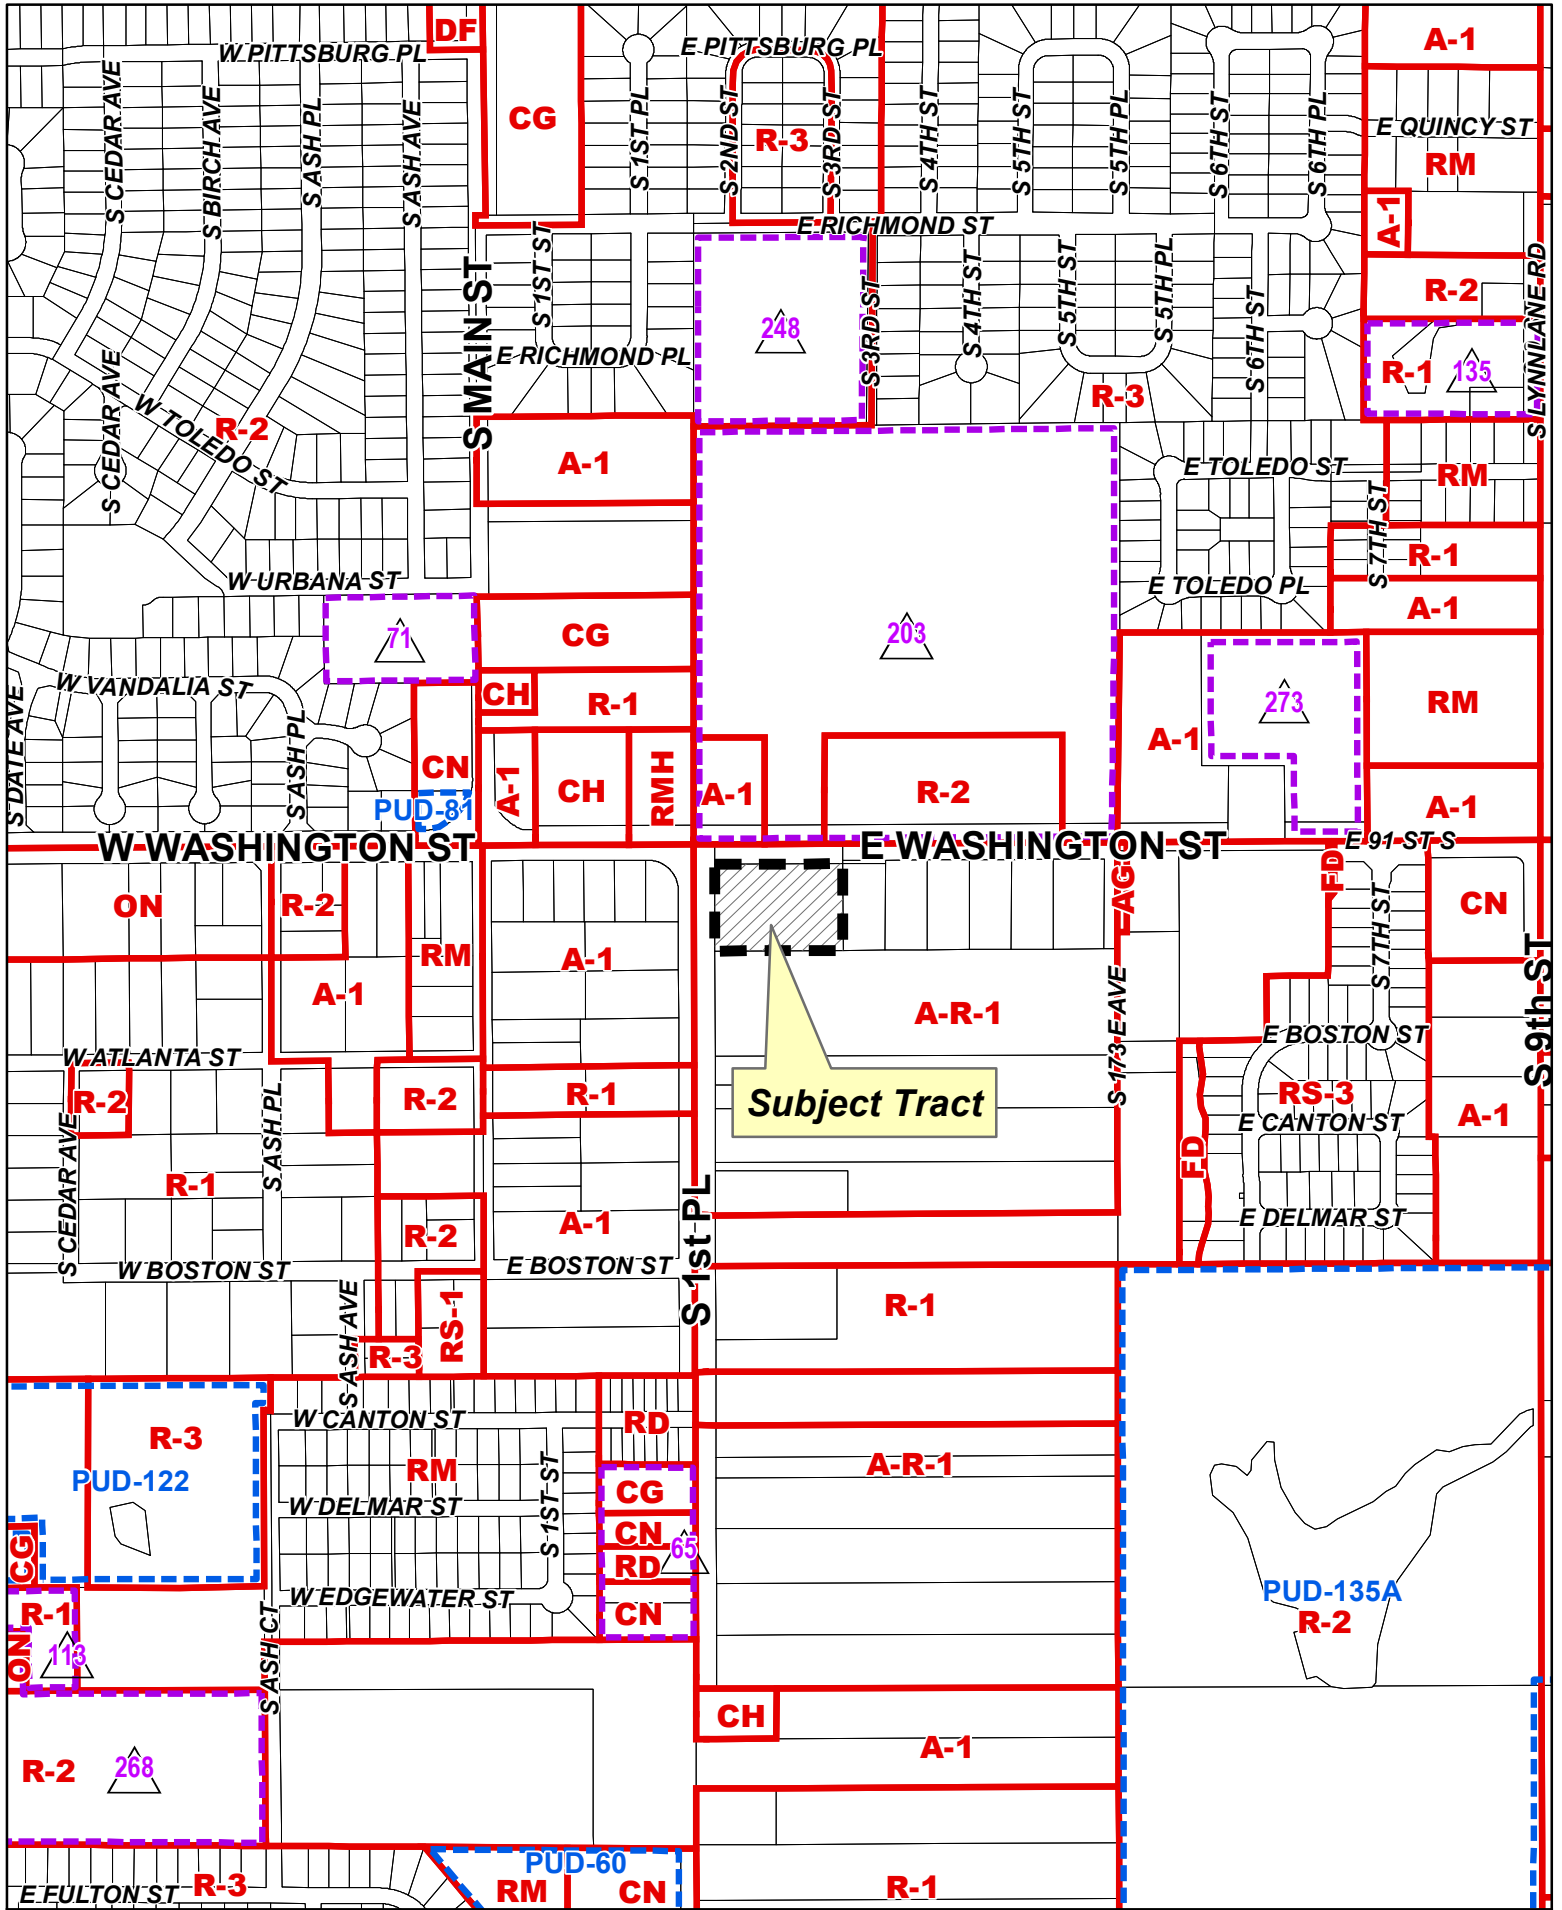 DF
W PITTSBURG PL
E PITTSBURG PL
A-1
CG
S CEDAR AVE
S BIRCH AVE
S ASH PL
S ASH AVE
S 1ST PL
S 2ND ST
R-3
S 3RD ST
S 4TH ST
S 5TH ST
S 5TH PL
S 6TH ST
S 6TH PL
E QUINCY ST
RM
A-1
E RICHMOND ST
S MAIN ST
S 1ST ST
248
S 3RD ST
S 4TH ST
S 5TH ST
S 5TH PL
S 6TH ST
R-2
S LYNNLANE RD
E RICHMOND PL
R-1
135
R-3
S CEDAR AVE
W TOLEDO ST
R-2
A-1
E TOLEDO ST
RM
S 7TH ST
R-1
W URBANA ST
E TOLEDO PL
A-1
71
CG
203
W VANDALIA ST
CH
R-1
273
RM
S DATE AVE
S ASH PL
CN
A-1
PUD-81
A-1
CH
RMH
A-1
R-2
A-1
W WASHINGTON ST
E WASHINGTON ST
E 91 ST S
ON
R-2
RM
A-1
AG
FD
S 7TH ST
CN
A-1
A-R-1
S 173 E AVE
S 9th ST
E BOSTON ST
W ATLANTA ST
R-2
S ASH PL
R-2
R-1
Subject Tract
RS-3
E CANTON ST
A-1
FD
S CEDAR AVE
R-1
R-2
A-1
S 1st PL
E DELMAR ST
W BOSTON ST
E BOSTON ST
S ASH AVE
RS-1
R-1
R-3
R-3
PUD-122
W CANTON ST
RD
RM
A-R-1
CG
W DELMAR ST
S 1ST ST
CN
65
RD
CG
W EDGEWATER ST
CN
PUD-135A
R-2
R-1
ON
113
S ASH CT
CH
A-1
R-2
268
PUD-60
RM
CN
R-1
E FULTON ST
R-3